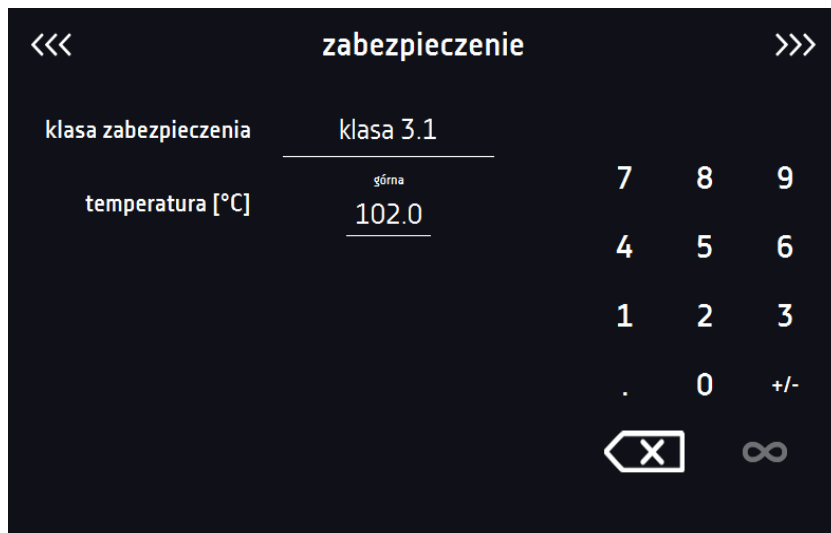 <<< zabezpieczenie >>>
klasa zabezpieczenia klasa 3.1
górna
temperatura [°C] 102.0
7 8 9
4 5 6
1 2 3
. 0 +/-
X ∞